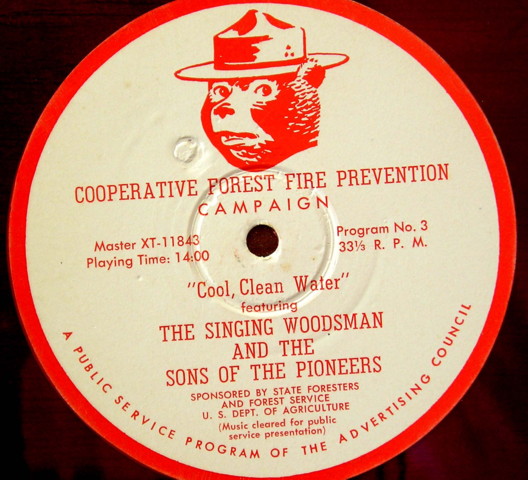 COOPERATIVE FOREST FIRE PREVENTION
CAMPAIGN
Master XT-11843
Playing Time: 14:00
Program No. 3
33⅓ R. P. M.
"Cool, Clean Water"
featuring
THE SINGING WOODSMAN
AND THE
SONS OF THE PIONEERS
SPONSORED BY STATE FORESTERS
AND FOREST SERVICE
U. S. DEPT. OF AGRICULTURE
(Music cleared for public
service presentation)
A PUBLIC SERVICE PROGRAM OF THE ADVERTISING COUNCIL